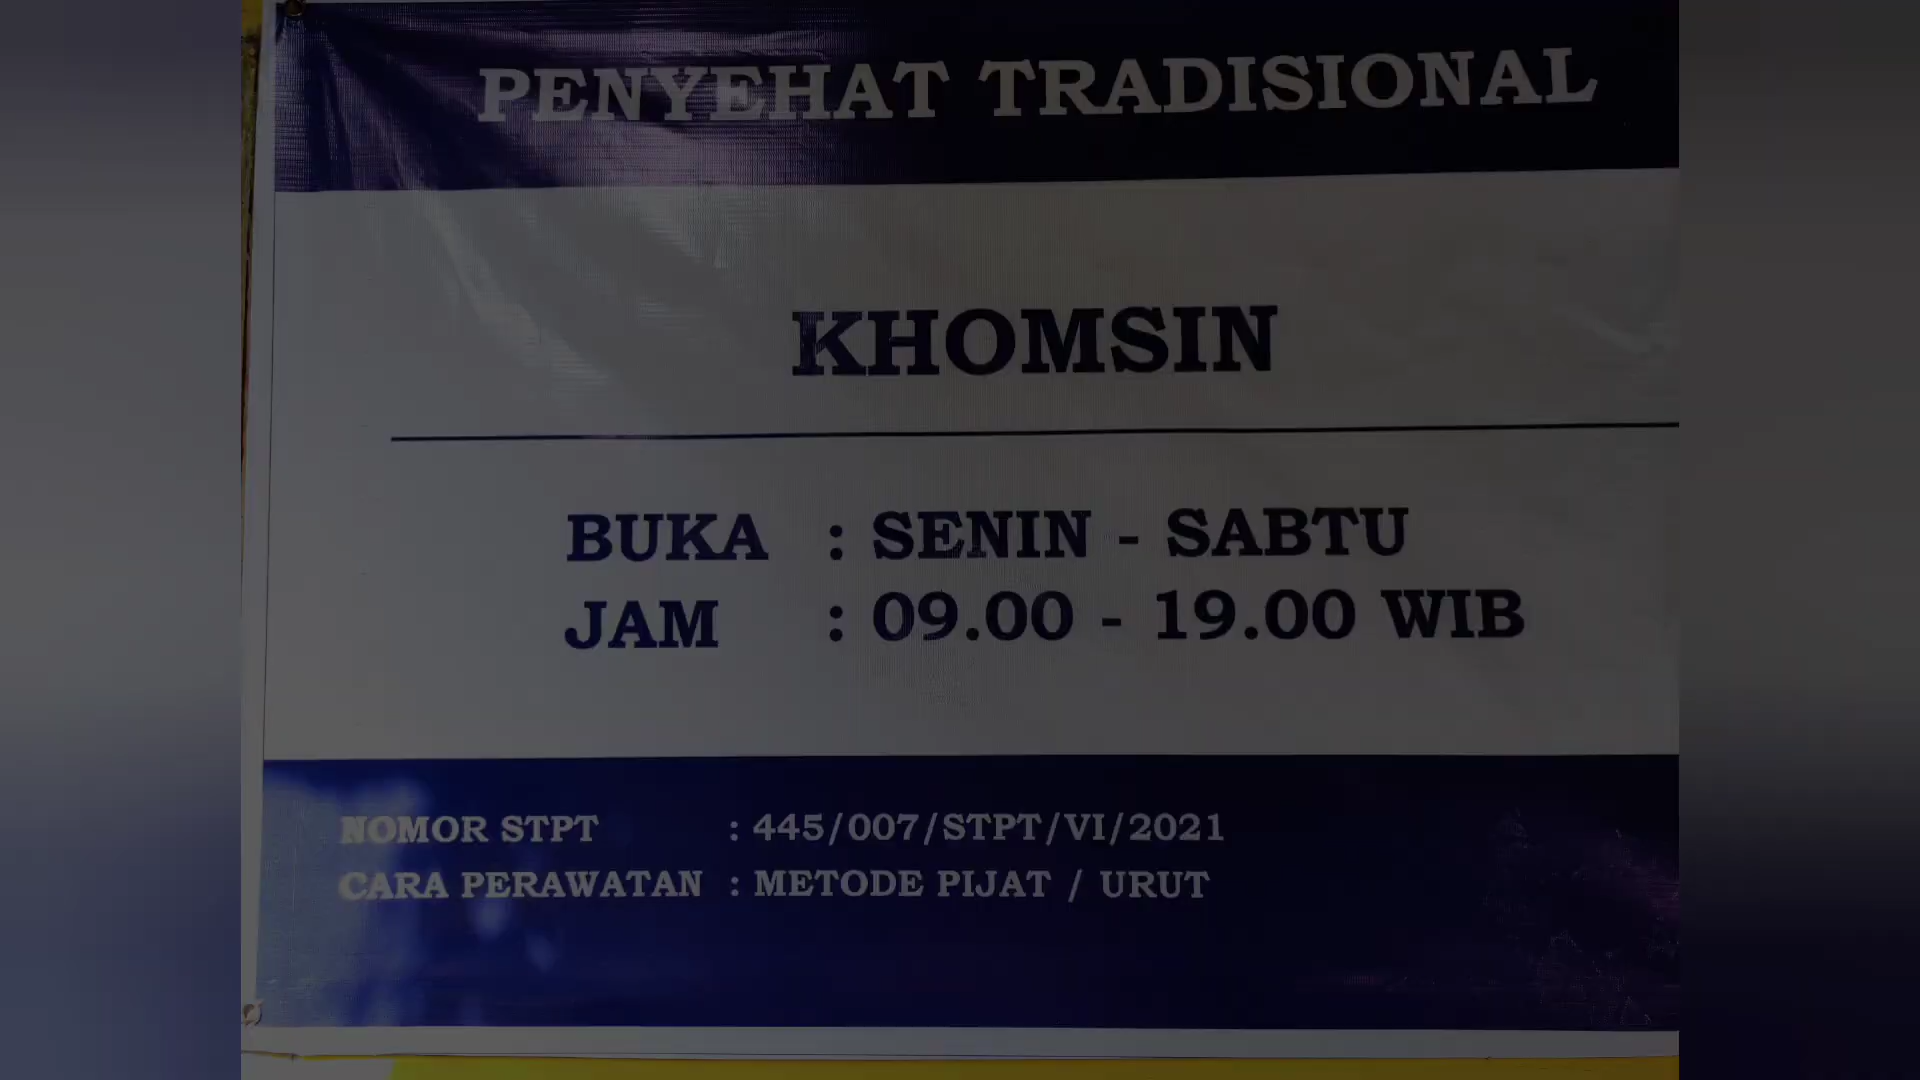 PENYEHAT TRADISIONAL
KHOMSIN
BUKA : SENIN - SABTU
JAM : 09.00 - 19.00 WIB
NOMOR STPT : 445/007/STPT/VI/2021
CARA PERAWATAN : METODE PIJAT / URUT